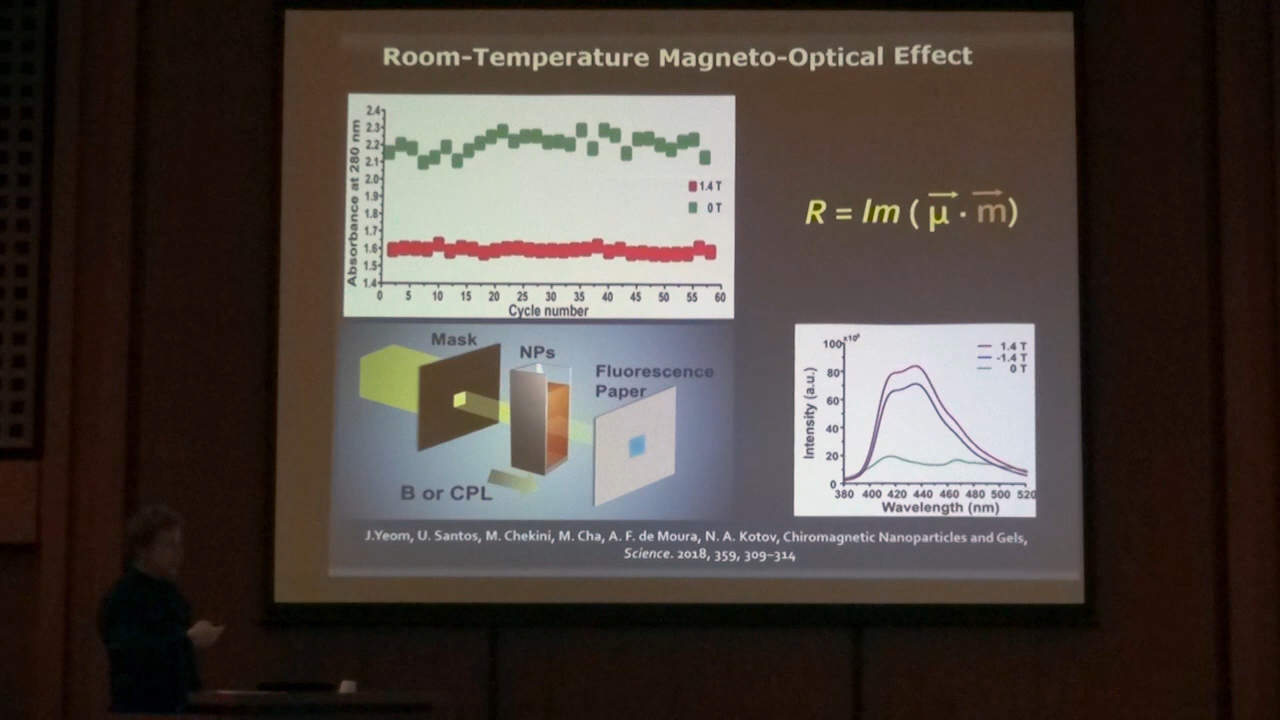 Room-Temperature Magneto-Optical Effect
Absorbance at 280 nm
2.4
2.3
2.2
2.1
2.0
1.9
1.8
1.7
1.6
1.5
1.4
1.4 T
0 T
0 5 10 15 20 25 30 35 40 45 50 55 60
Cycle number
R = Im ( μ · m )
Mask
NPs
Fluorescence
Paper
B or CPL
Intensity (a.u.)
100
80
60
40
20
0
1.4 T
-1.4 T
0 T
380 400 420 440 460 480 500 520
Wavelength (nm)
J.Yeom, U. Santos, M. Chekini, M. Cha, A. F. de Moura, N. A. Kotov, Chiromagnetic Nanoparticles and Gels,
Science. 2018, 359, 309–314